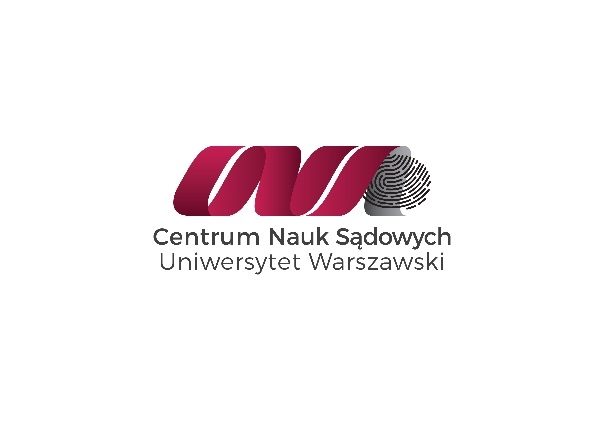 Centrum Nauk Sądowych
Uniwersytet Warszawski